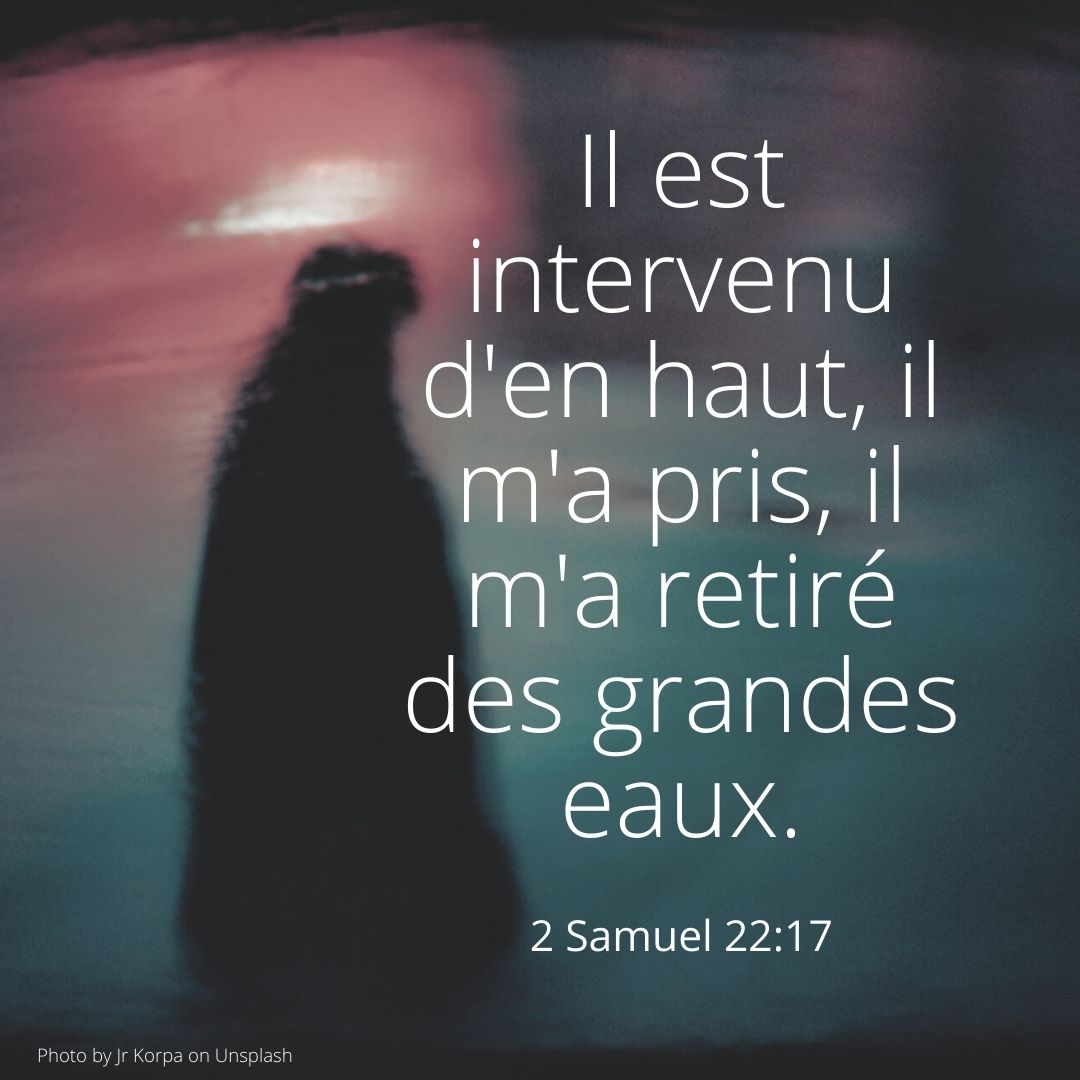 Il est
intervenu
d'en haut, il
m'a pris, il
m'a retiré
des grandes
eaux.
2 Samuel 22:17
Photo by Jr Korpa on Unsplash